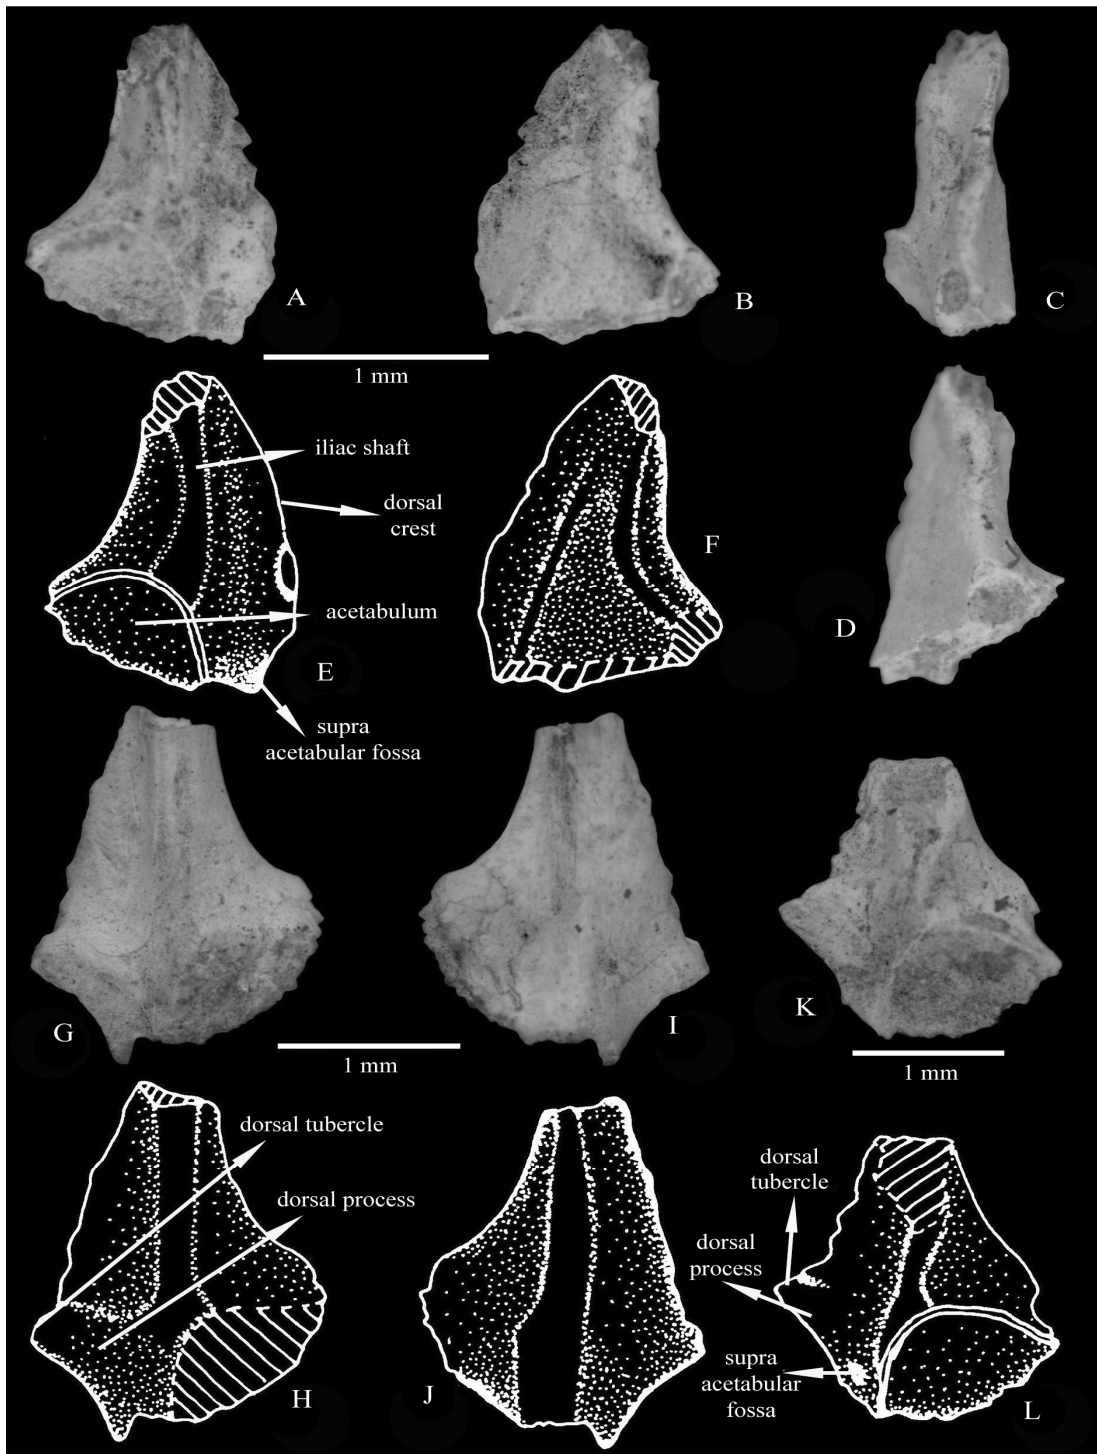 A
B
C
1 mm
iliac shaft
dorsal
crest
acetabulum
supra
acetabular fossa
E
F
D
G
I
K
1 mm
1 mm
dorsal tubercle
dorsal process
dorsal
tubercle
dorsal
process
supra
acetabular
fossa
H
J
L